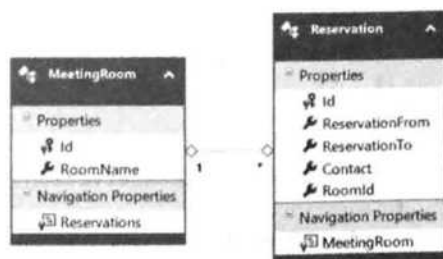 MeetingRoom
Properties
Id
RoomName
Navigation Properties
Reservations
1
*
Reservation
Properties
Id
ReservationFrom
ReservationTo
Contact
RoomId
Navigation Properties
MeetingRoom